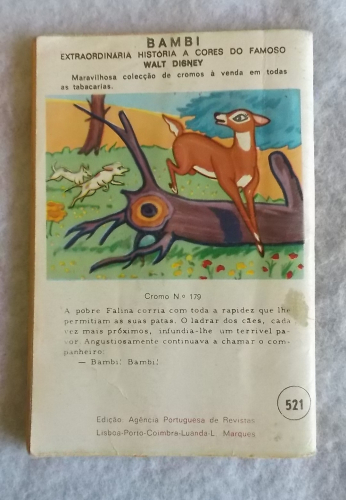 BAMBI
EXTRAORDINÁRIA HISTÓRIA A CORES DO FAMOSO
WALT DISNEY
Maravilhosa colecção de cromos à venda em todas
as tabacarias.
Cromo N.º 179
A pobre Falina corria com toda a rapidez que lhe
permitiam as suas patas. O ladrar dos cães, cada
vez mais próximos, infundia-lhe um terrivel pa-
vor. Angustiosamente continuava a chamar o com-
panheiro:
— Bambi! Bambi!
521
Edição: Agência Portuguesa de Revistas
Lisboa-Porto-Coimbra-Luanda-L. Marques